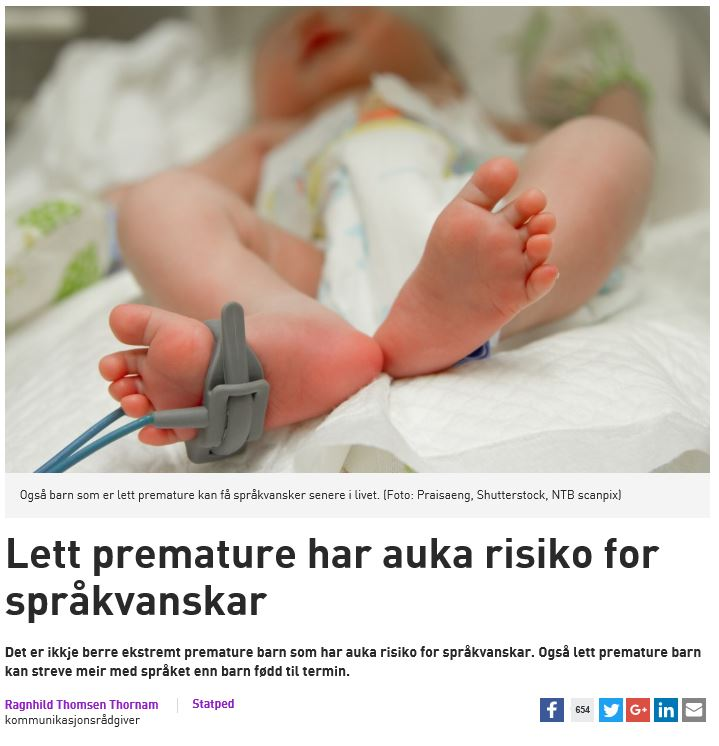 Også barn som er lett premature kan få språkvansker senere i livet. (Foto: Praisaeng, Shutterstock, NTB scanpix)
Lett premature har auka risiko for
språkvanskar
Det er ikkje berre ekstremt premature barn som har auka risiko for språkvanskar. Også lett premature barn
kan streve meir med språket enn barn fødd til termin.
Ragnhild Thomsen Thornam Statped
kommunikasjonsrådgiver
f 654 G+ in